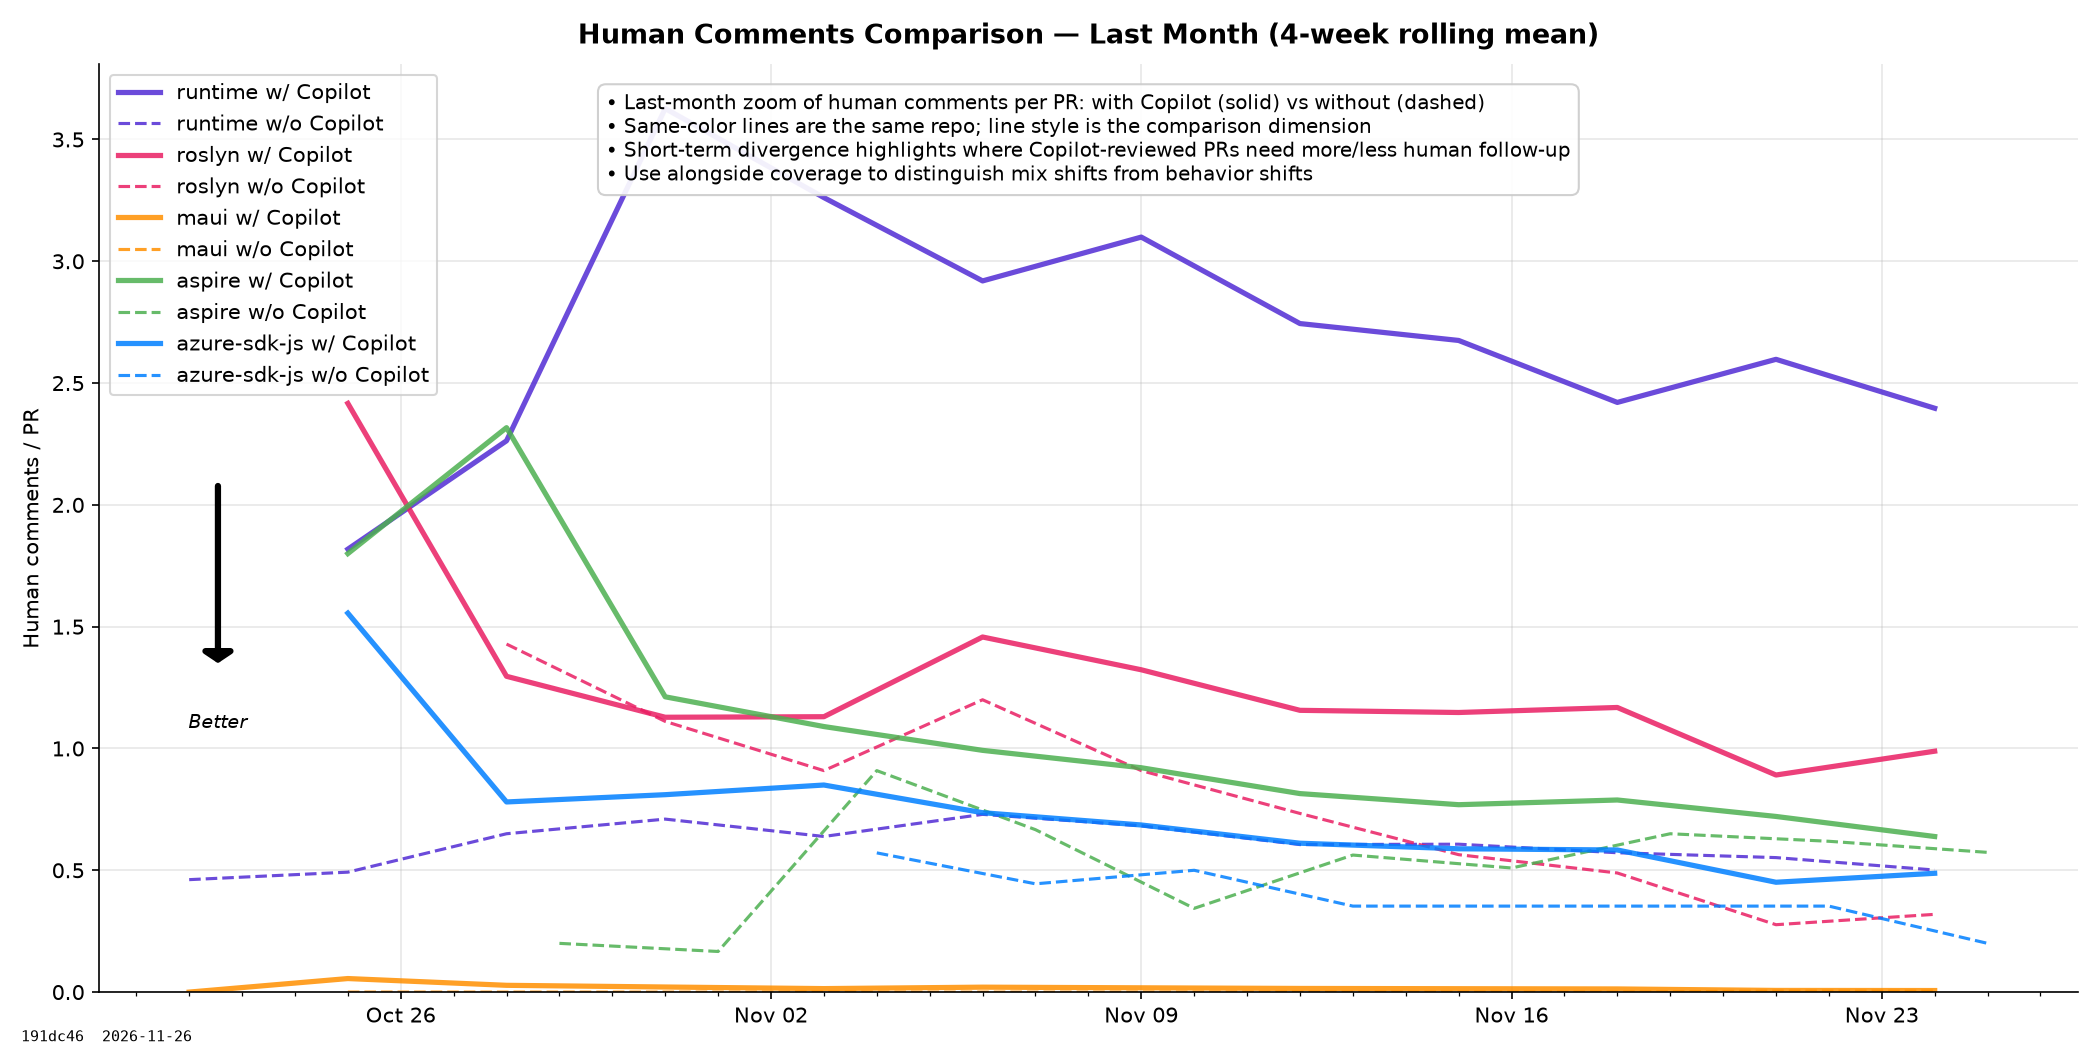 Human Comments Comparison — Last Month (4-week rolling mean)
runtime w/ Copilot
runtime w/o Copilot
roslyn w/ Copilot
roslyn w/o Copilot
maui w/ Copilot
maui w/o Copilot
aspire w/ Copilot
aspire w/o Copilot
azure-sdk-js w/ Copilot
azure-sdk-js w/o Copilot
• Last-month zoom of human comments per PR: with Copilot (solid) vs without (dashed)
• Same-color lines are the same repo; line style is the comparison dimension
• Short-term divergence highlights where Copilot-reviewed PRs need more/less human follow-up
• Use alongside coverage to distinguish mix shifts from behavior shifts
Human comments / PR
3.5
3.0
2.5
2.0
1.5
1.0
0.5
0.0
Better
Oct 26
Nov 02
Nov 09
Nov 16
Nov 23
191dc46 2026-11-26